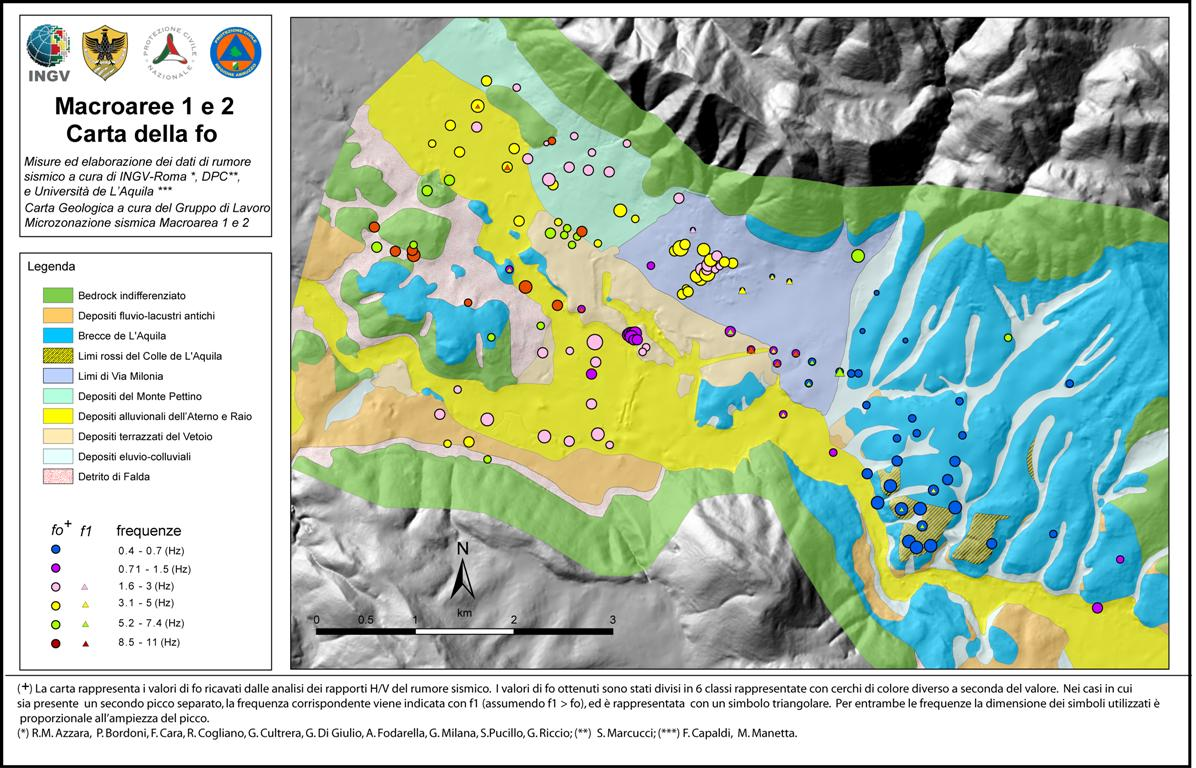 INGV
PROTEZIONE CIVILE
NAZIONALE
PROTEZIONE CIVILE
REGIONE ABRUZZO
Macroaree 1 e 2
Carta della fo
Misure ed elaborazione dei dati di rumore
sismico a cura di INGV-Roma *, DPC**,
e Università de L'Aquila ***
Carta Geologica a cura del Gruppo di Lavoro
Microzonazione sismica Macroarea 1 e 2
Legenda
Bedrock indifferenziato
Depositi fluvio-lacustri antichi
Brecce de L'Aquila
Limi rossi del Colle de L'Aquila
Limi di Via Milonia
Depositi del Monte Pettino
Depositi alluvionali dell'Aterno e Raio
Depositi terrazzati del Vetoio
Depositi eluvio-colluviali
Detrito di Falda
fo+ f1 frequenze
0.4 - 0.7 (Hz)
0.71 - 1.5 (Hz)
1.6 - 3 (Hz)
3.1 - 5 (Hz)
5.2 - 7.4 (Hz)
8.5 - 11 (Hz)
N
km
0 0.5 1 2 3
(+) La carta rappresenta i valori di fo ricavati dalle analisi dei rapporti H/V del rumore sismico. I valori di fo ottenuti sono stati divisi in 6 classi rappresentate con cerchi di colore diverso a seconda del valore. Nei casi in cui
sia presente un secondo picco separato, la frequenza corrispondente viene indicata con f1 (assumendo f1 > fo), ed è rappresentata con un simbolo triangolare. Per entrambe le frequenze la dimensione dei simboli utilizzati è
proporzionale all'ampiezza del picco.
(*) R.M. Azzara, P. Bordoni, F. Cara, R. Cogliano, G. Cultrera, G. Di Giulio, A. Fodarella, G. Milana, S.Pucillo, G. Riccio; (**) S. Marcucci; (***) F. Capaldi, M. Manetta.